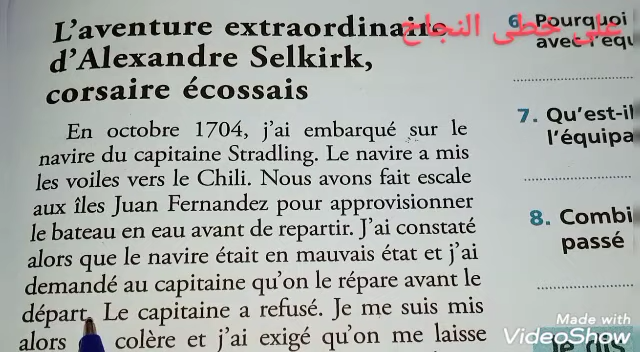 L'aventure extraordinaire
d'Alexandre Selkirk,
corsaire écossais
En octobre 1704, j'ai embarqué sur le
navire du capitaine Stradling. Le navire a mis
les voiles vers le Chili. Nous avons fait escale
aux îles Juan Fernandez pour approvisionner
le bateau en eau avant de repartir. J'ai constaté
alors que le navire était en mauvais état et j'ai
demandé au capitaine qu'on le répare avant le
départ. Le capitaine a refusé. Je me suis mis
alors colère et j'ai exigé qu'on me laisse
على خطى النجاح
6. Pourquoi
avec l'équ
7. Qu'est-il
l'équipa
8. Combi
passé
Je dis
Made with
VideoShow